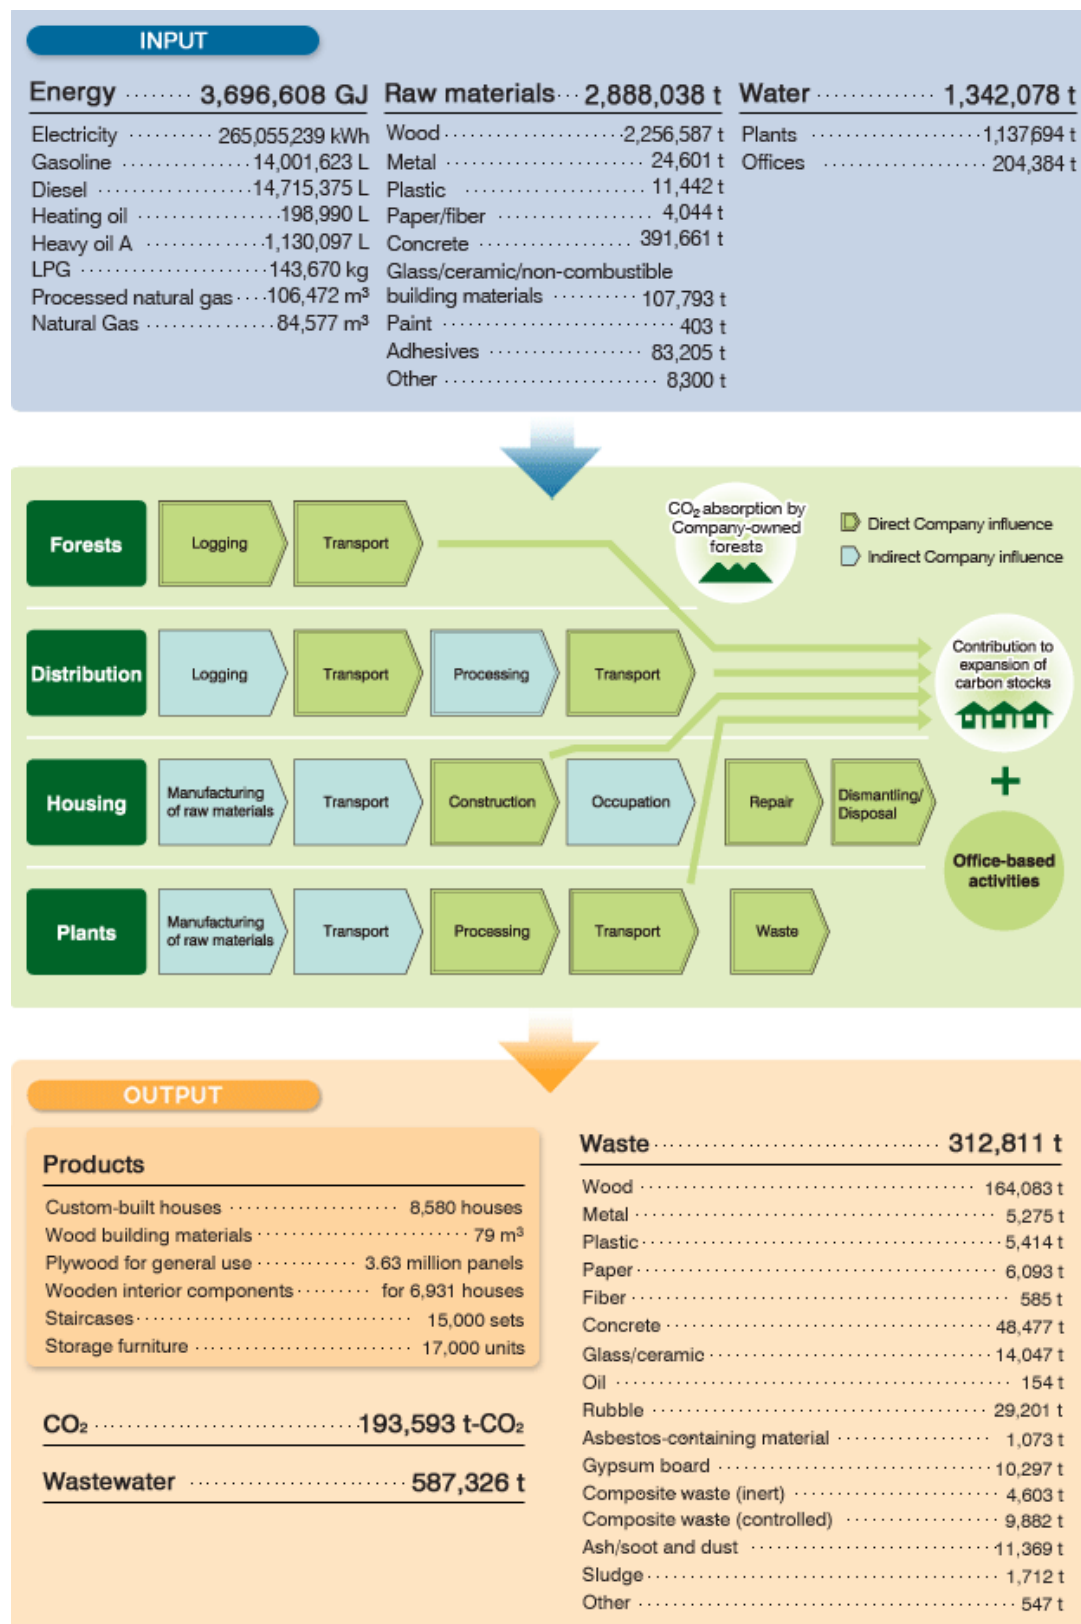 INPUT
Energy ········ 3,696,608 GJ
Electricity ·········· 265,055,239 kWh
Gasoline ·············· 14,001,623 L
Diesel ················· 14,715,375 L
Heating oil ················ 198,990 L
Heavy oil A ············· 1,130,097 L
LPG ····················· 143,670 kg
Processed natural gas ···· 106,472 m³
Natural Gas ··············· 84,577 m³
Raw materials ··· 2,888,038 t
Wood ····················· 2,256,587 t
Metal ······················ 24,601 t
Plastic ···················· 11,442 t
Paper/fiber ················· 4,044 t
Concrete ·················· 391,661 t
Glass/ceramic/non-combustible
building materials ·········· 107,793 t
Paint ························ 403 t
Adhesives ·················· 83,205 t
Other ······················· 8,300 t
Water ············· 1,342,078 t
Plants ··················· 1,137,694 t
Offices ··················· 204,384 t
Forests
Logging
Transport
CO₂ absorption by
Company-owned
forests
Direct Company influence
Indirect Company influence
Distribution
Logging
Transport
Processing
Transport
Contribution to
expansion of
carbon stocks
+
Housing
Manufacturing
of raw materials
Transport
Construction
Occupation
Repair
Dismantling/
Disposal
Office-based
activities
Plants
Manufacturing
of raw materials
Transport
Processing
Transport
Waste
OUTPUT
Products
Custom-built houses ···················· 8,580 houses
Wood building materials ························ 79 m³
Plywood for general use ············ 3.63 million panels
Wooden interior components ········· for 6,931 houses
Staircases ································ 15,000 sets
Storage furniture ························· 17,000 units
CO₂ ····························· 193,593 t-CO₂
Wastewater ······················ 587,326 t
Waste ································· 312,811 t
Wood ······································· 164,083 t
Metal ········································ 5,275 t
Plastic ······································· 5,414 t
Paper ········································ 6,093 t
Fiber ·········································· 585 t
Concrete ···································· 48,477 t
Glass/ceramic ······························· 14,047 t
Oil ············································ 154 t
Rubble ······································ 29,201 t
Asbestos-containing material ·················· 1,073 t
Gypsum board ······························· 10,297 t
Composite waste (inert) ························ 4,603 t
Composite waste (controlled) ·················· 9,882 t
Ash/soot and dust ···························· 11,369 t
Sludge ········································ 1,712 t
Other ·········································· 547 t